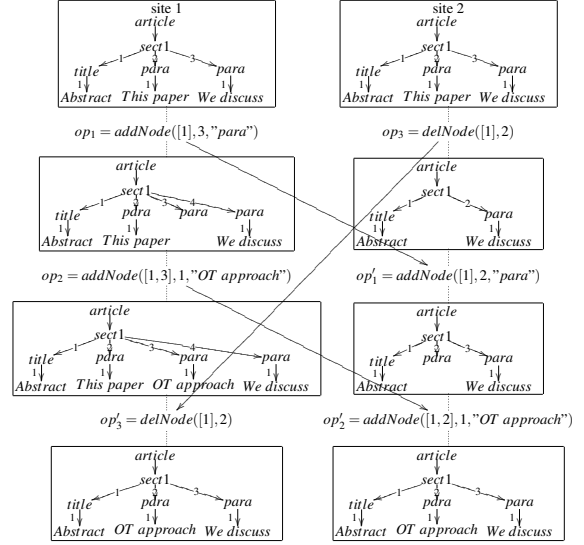 site 1
article
sect1
1 2 3
title para para
1 1 1
Abstract This paper We discuss
op1 = addNode([1],3,"para")
article
sect1
1 2 3 4
title para para para
1 1 1
Abstract This paper We discuss
op2 = addNode([1,3],1,"OT approach")
article
sect1
1 2 3 4
title para para para
1 1 1 1
Abstract This paper OT approach We discuss
op′3 = delNode([1],2)
article
sect1
1 2 3
title para para
1 1 1
Abstract OT approach We discuss
site 2
article
sect1
1 2 3
title para para
1 1 1
Abstract This paper We discuss
op3 = delNode([1],2)
article
sect1
1 2
title para
1 1
Abstract We discuss
op′1 = addNode([1],2,"para")
article
sect1
1 2 3
title para para
1 1
Abstract We discuss
op′2 = addNode([1,2],1,"OT approach")
article
sect1
1 2 3
title para para
1 1 1
Abstract OT approach We discuss